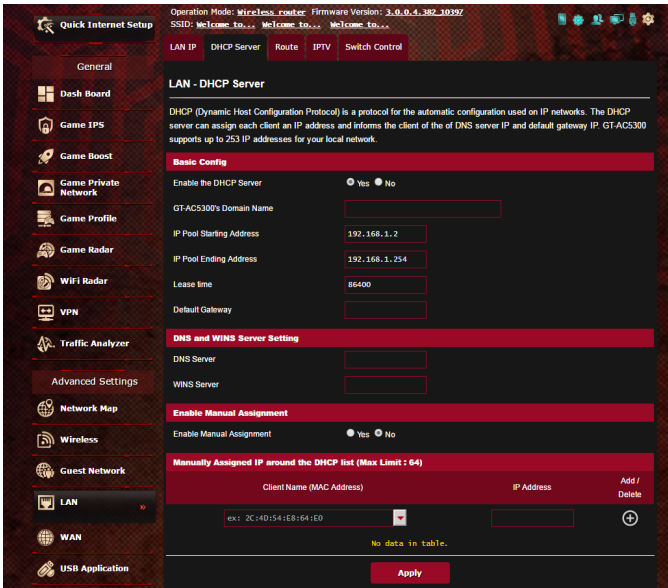 Quick Internet Setup
Operation Mode: Wireless router Firmware Version: 3.0.0.4.382_10397
SSID: Welcome to... Welcome to... Welcome to...
LAN IP DHCP Server Route IPTV Switch Control
General
Dash Board
Game IPS
Game Boost
Game Private
Network
Game Profile
Game Radar
WiFi Radar
VPN
Traffic Analyzer
Advanced Settings
Network Map
Wireless
Guest Network
LAN
WAN
USB Application
LAN - DHCP Server
DHCP (Dynamic Host Configuration Protocol) is a protocol for the automatic configuration used on IP networks. The DHCP
server can assign each client an IP address and informs the client of the of DNS server IP and default gateway IP. GT-AC5300
supports up to 253 IP addresses for your local network.
Basic Config
Enable the DHCP Server Yes No
GT-AC5300's Domain Name
IP Pool Starting Address 192.168.1.2
IP Pool Ending Address 192.168.1.254
Lease time 86400
Default Gateway
DNS and WINS Server Setting
DNS Server
WINS Server
Enable Manual Assignment
Enable Manual Assignment Yes No
Manually Assigned IP around the DHCP list (Max Limit : 64)
Client Name (MAC Address) IP Address Add /
Delete
ex: 2C:4D:54:E8:64:E0
No data in table.
Apply